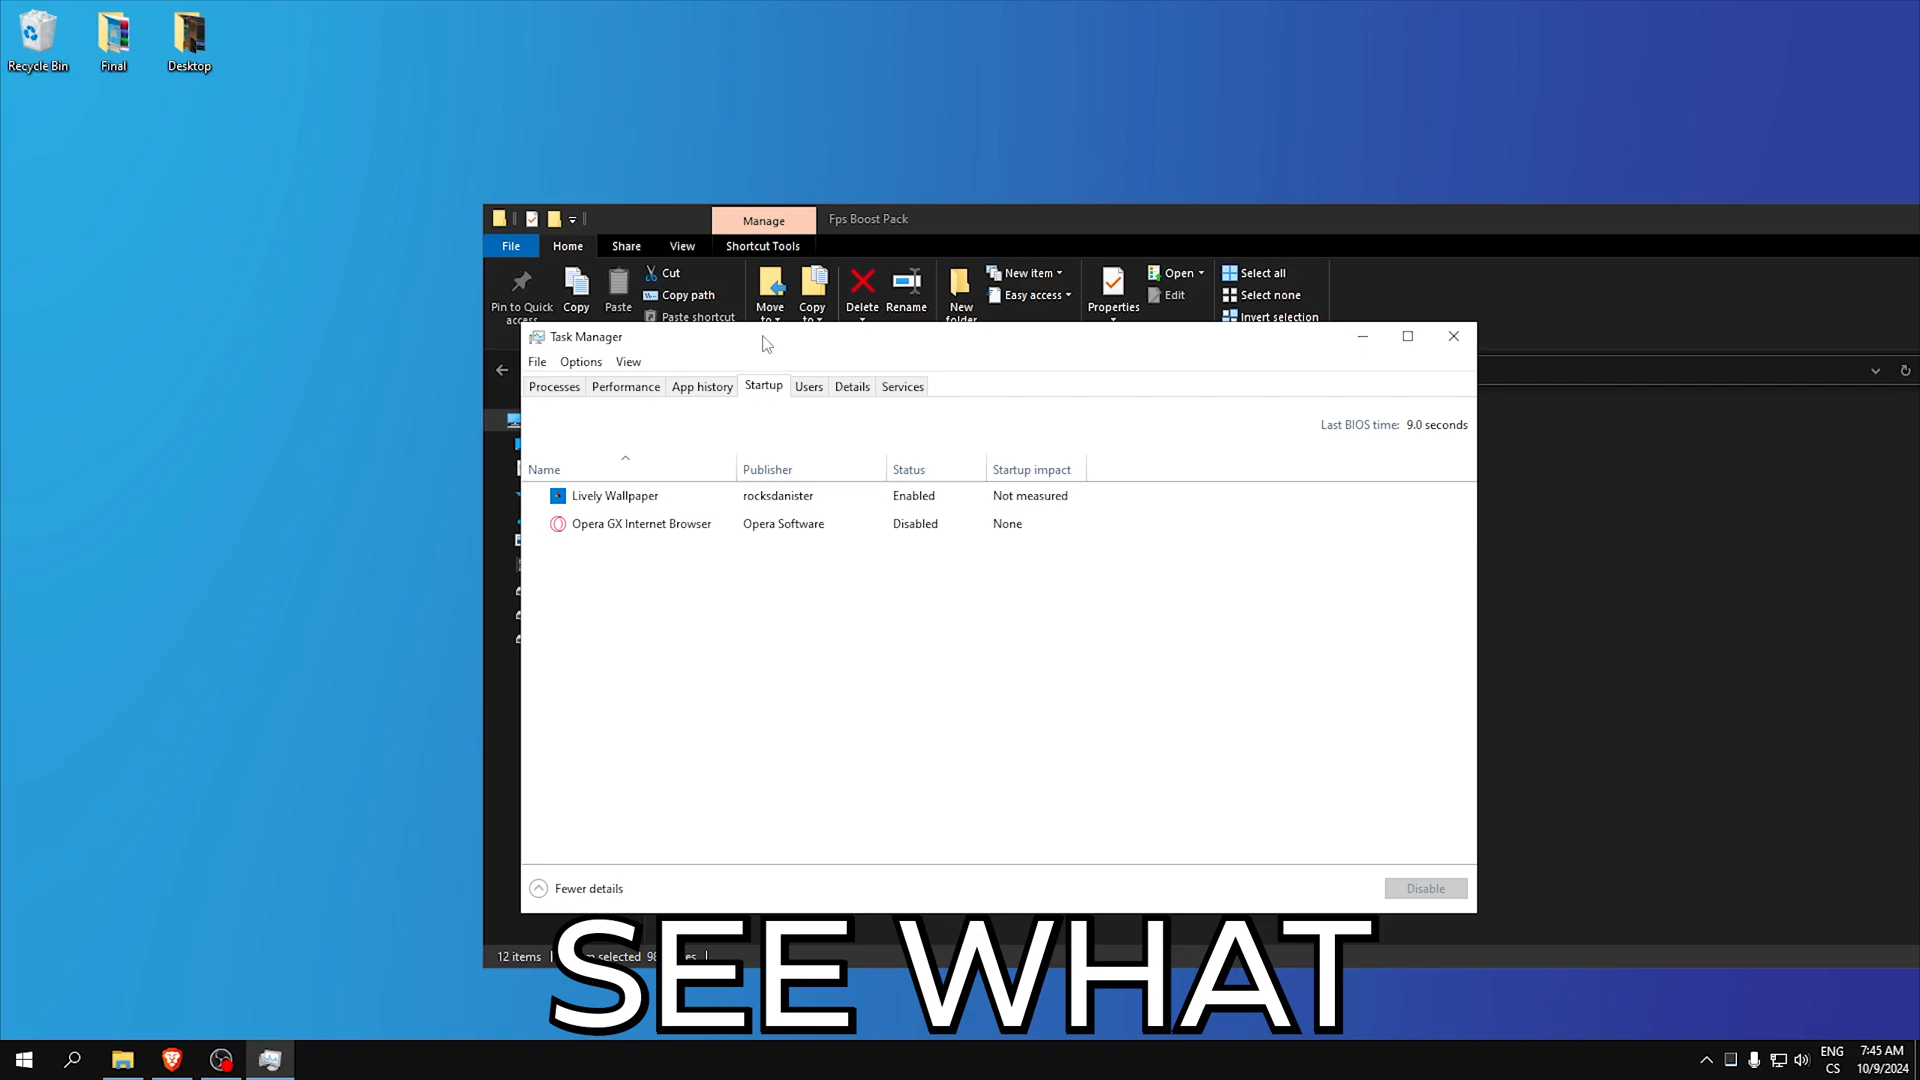 Recycle Bin
Final
Desktop
Manage
Fps Boost Pack
File
Home
Share
View
Shortcut Tools
Pin to Quick access
Copy
Paste
Cut
Copy path
Paste shortcut
Move to
Copy to
Delete
Rename
New folder
New item
Easy access
Properties
Open
Edit
Select all
Select none
Invert selection
Task Manager
File
Options
View
Processes
Performance
App history
Startup
Users
Details
Services
Last BIOS time: 9.0 seconds
Name
Publisher
Status
Startup impact
Lively Wallpaper
rocksdanister
Enabled
Not measured
Opera GX Internet Browser
Opera Software
Disabled
None
Fewer details
Disable
12 items
selected
SEE WHAT
ENG
CS
7:45 AM
10/9/2024